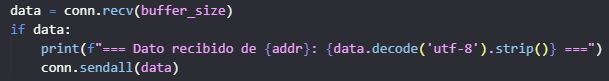 data = conn.recv(buffer_size)
if data:
    print(f"=== Dato recibido de {addr}: {data.decode('utf-8').strip()} ===")
    conn.sendall(data)